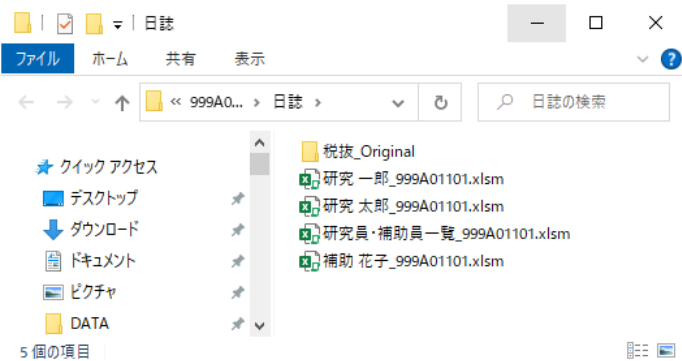 日誌
ファイル ホーム 共有 表示
« 999A0... › 日誌 › 日誌の検索
クイック アクセス
デスクトップ
ダウンロード
ドキュメント
ピクチャ
DATA
税抜_Original
研究 一郎_999A01101.xlsm
研究 太郎_999A01101.xlsm
研究員・補助員一覧_999A01101.xlsm
補助 花子_999A01101.xlsm
5 個の項目